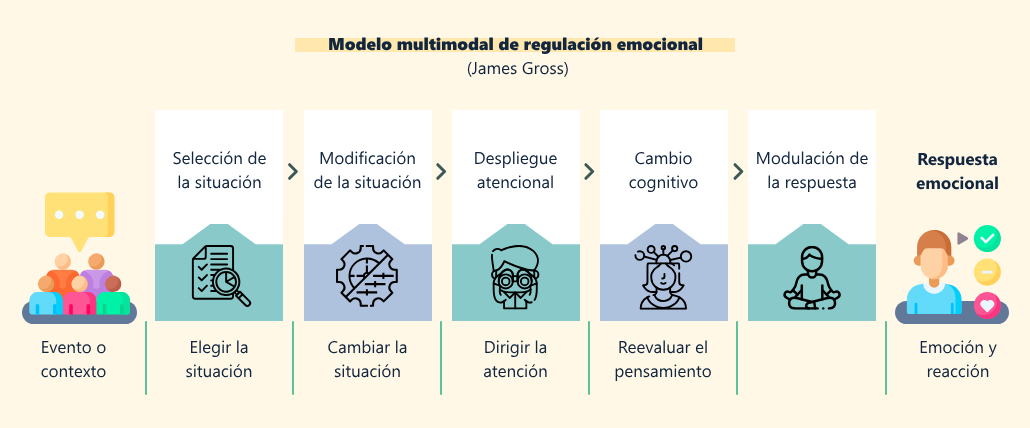 Modelo multimodal de regulación emocional
(James Gross)
Selección de
la situación
Modificación
de la situación
Despliegue
atencional
Cambio
cognitivo
Modulación de
la respuesta
Respuesta
emocional
Evento o
contexto
Elegir la
situación
Cambiar la
situación
Dirigir la
atención
Reevaluar el
pensamiento
Emoción y
reacción